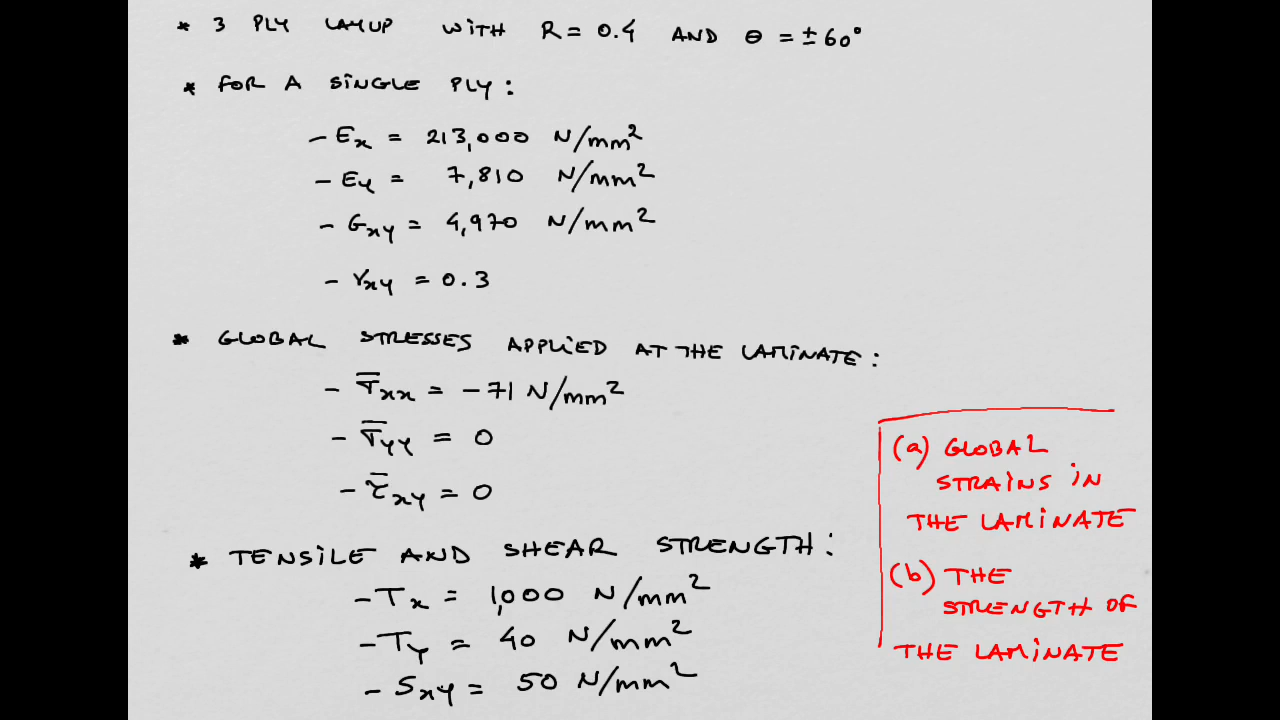 * 3 PLY LAYUP WITH R = 0.4 AND θ = ±60°
* FOR A SINGLE PLY:
- Ex = 213,000 N/mm²
- Ey = 7,810 N/mm²
- Gxy = 4,970 N/mm²
- νxy = 0.3
* GLOBAL STRESSES APPLIED AT THE LAMINATE:
- σ̅xx = -71 N/mm²
- σ̅yy = 0
- τ̅xy = 0
* TENSILE AND SHEAR STRENGTH:
- Tx = 1,000 N/mm²
- Ty = 40 N/mm²
- Sxy = 50 N/mm²
(a) GLOBAL
STRAINS IN
THE LAMINATE
(b) THE
STRENGTH OF
THE LAMINATE